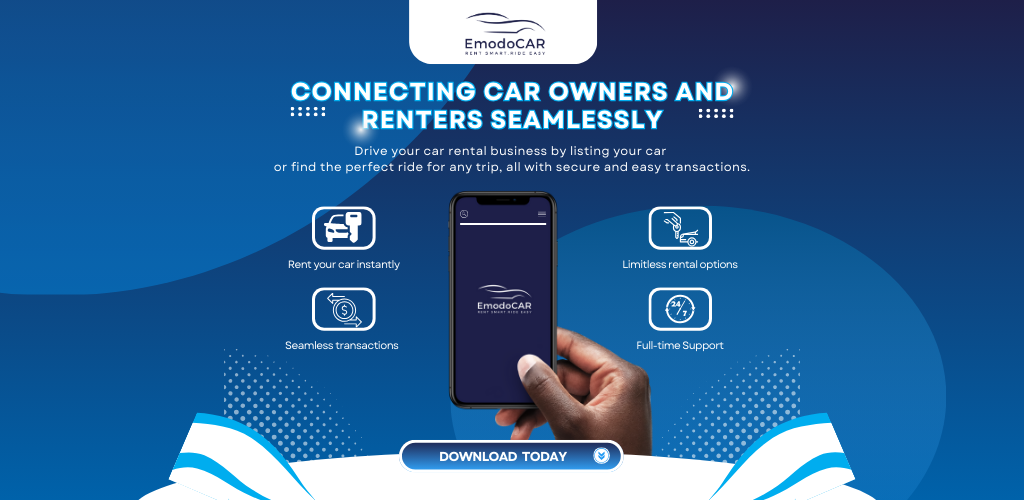 EmodoCAR
RENT SMART.RIDE EASY
CONNECTING CAR OWNERS AND
RENTERS SEAMLESSLY
Drive your car rental business by listing your car
or find the perfect ride for any trip, all with secure and easy transactions.
Rent your car instantly
Limitless rental options
EmodoCAR
RENT SMART.RIDE EASY
$
24/7
Seamless transactions
Full-time Support
DOWNLOAD TODAY